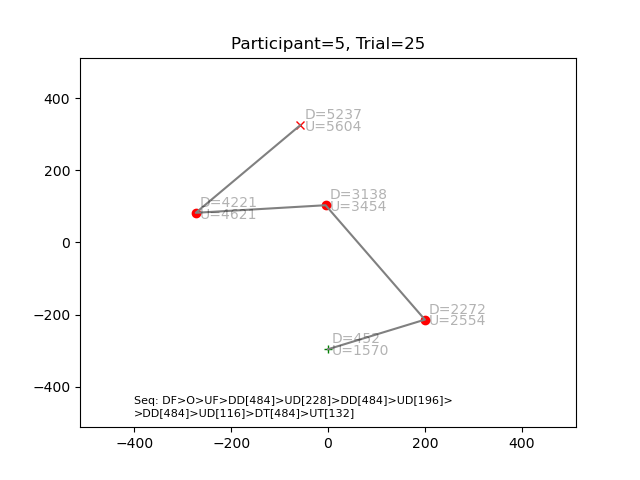 Participant=5, Trial=25
400
200
0
−200
−400
D=5237
U=5604
D=3138
U=3454
D=4221
U=4621
D=2272
U=2554
D=452
U=1570
Seq: DF>O>UF>DD[484]>UD[228]>DD[484]>UD[196]>
>DD[484]>UD[116]>DT[484]>UT[132]
−400 −200 0 200 400